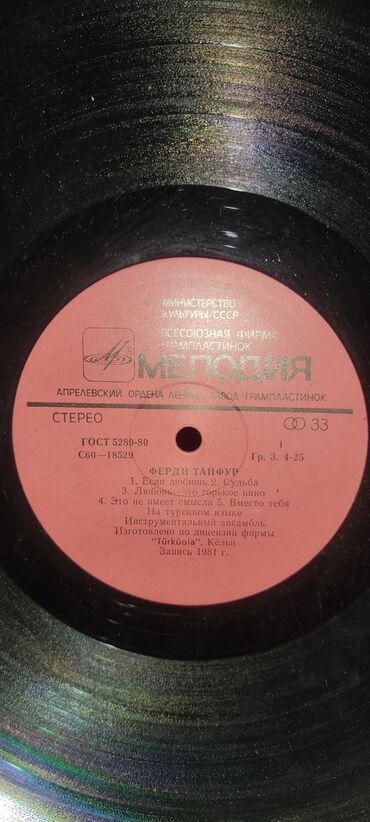 МИНИСТЕРСТВО
КУЛЬТУРЫ СССР
ВСЕСОЮЗНАЯ ФИРМА
ГРАМПЛАСТИНОК
МЕЛОДИЯ
АПРЕЛЕВСКИЙ ОРДЕНА ЛЕНИНА ЗАВОД ГРАМПЛАСТИНОК
СТЕРЕО 33
ГОСТ 5289-80 1
С60—18529 Гр. 3. 4-25
ФЕРДИ ТАЙФУР
1. Если любишь 2. Судьба
3. Любовь—это горькое вино
4. Это не имеет смысла 5. Вместо тебя
На турецком языке
Инструментальный ансамбль
Изготовлено по лицензии фирмы
"Türküola", Кёльн
Запись 1981 г.